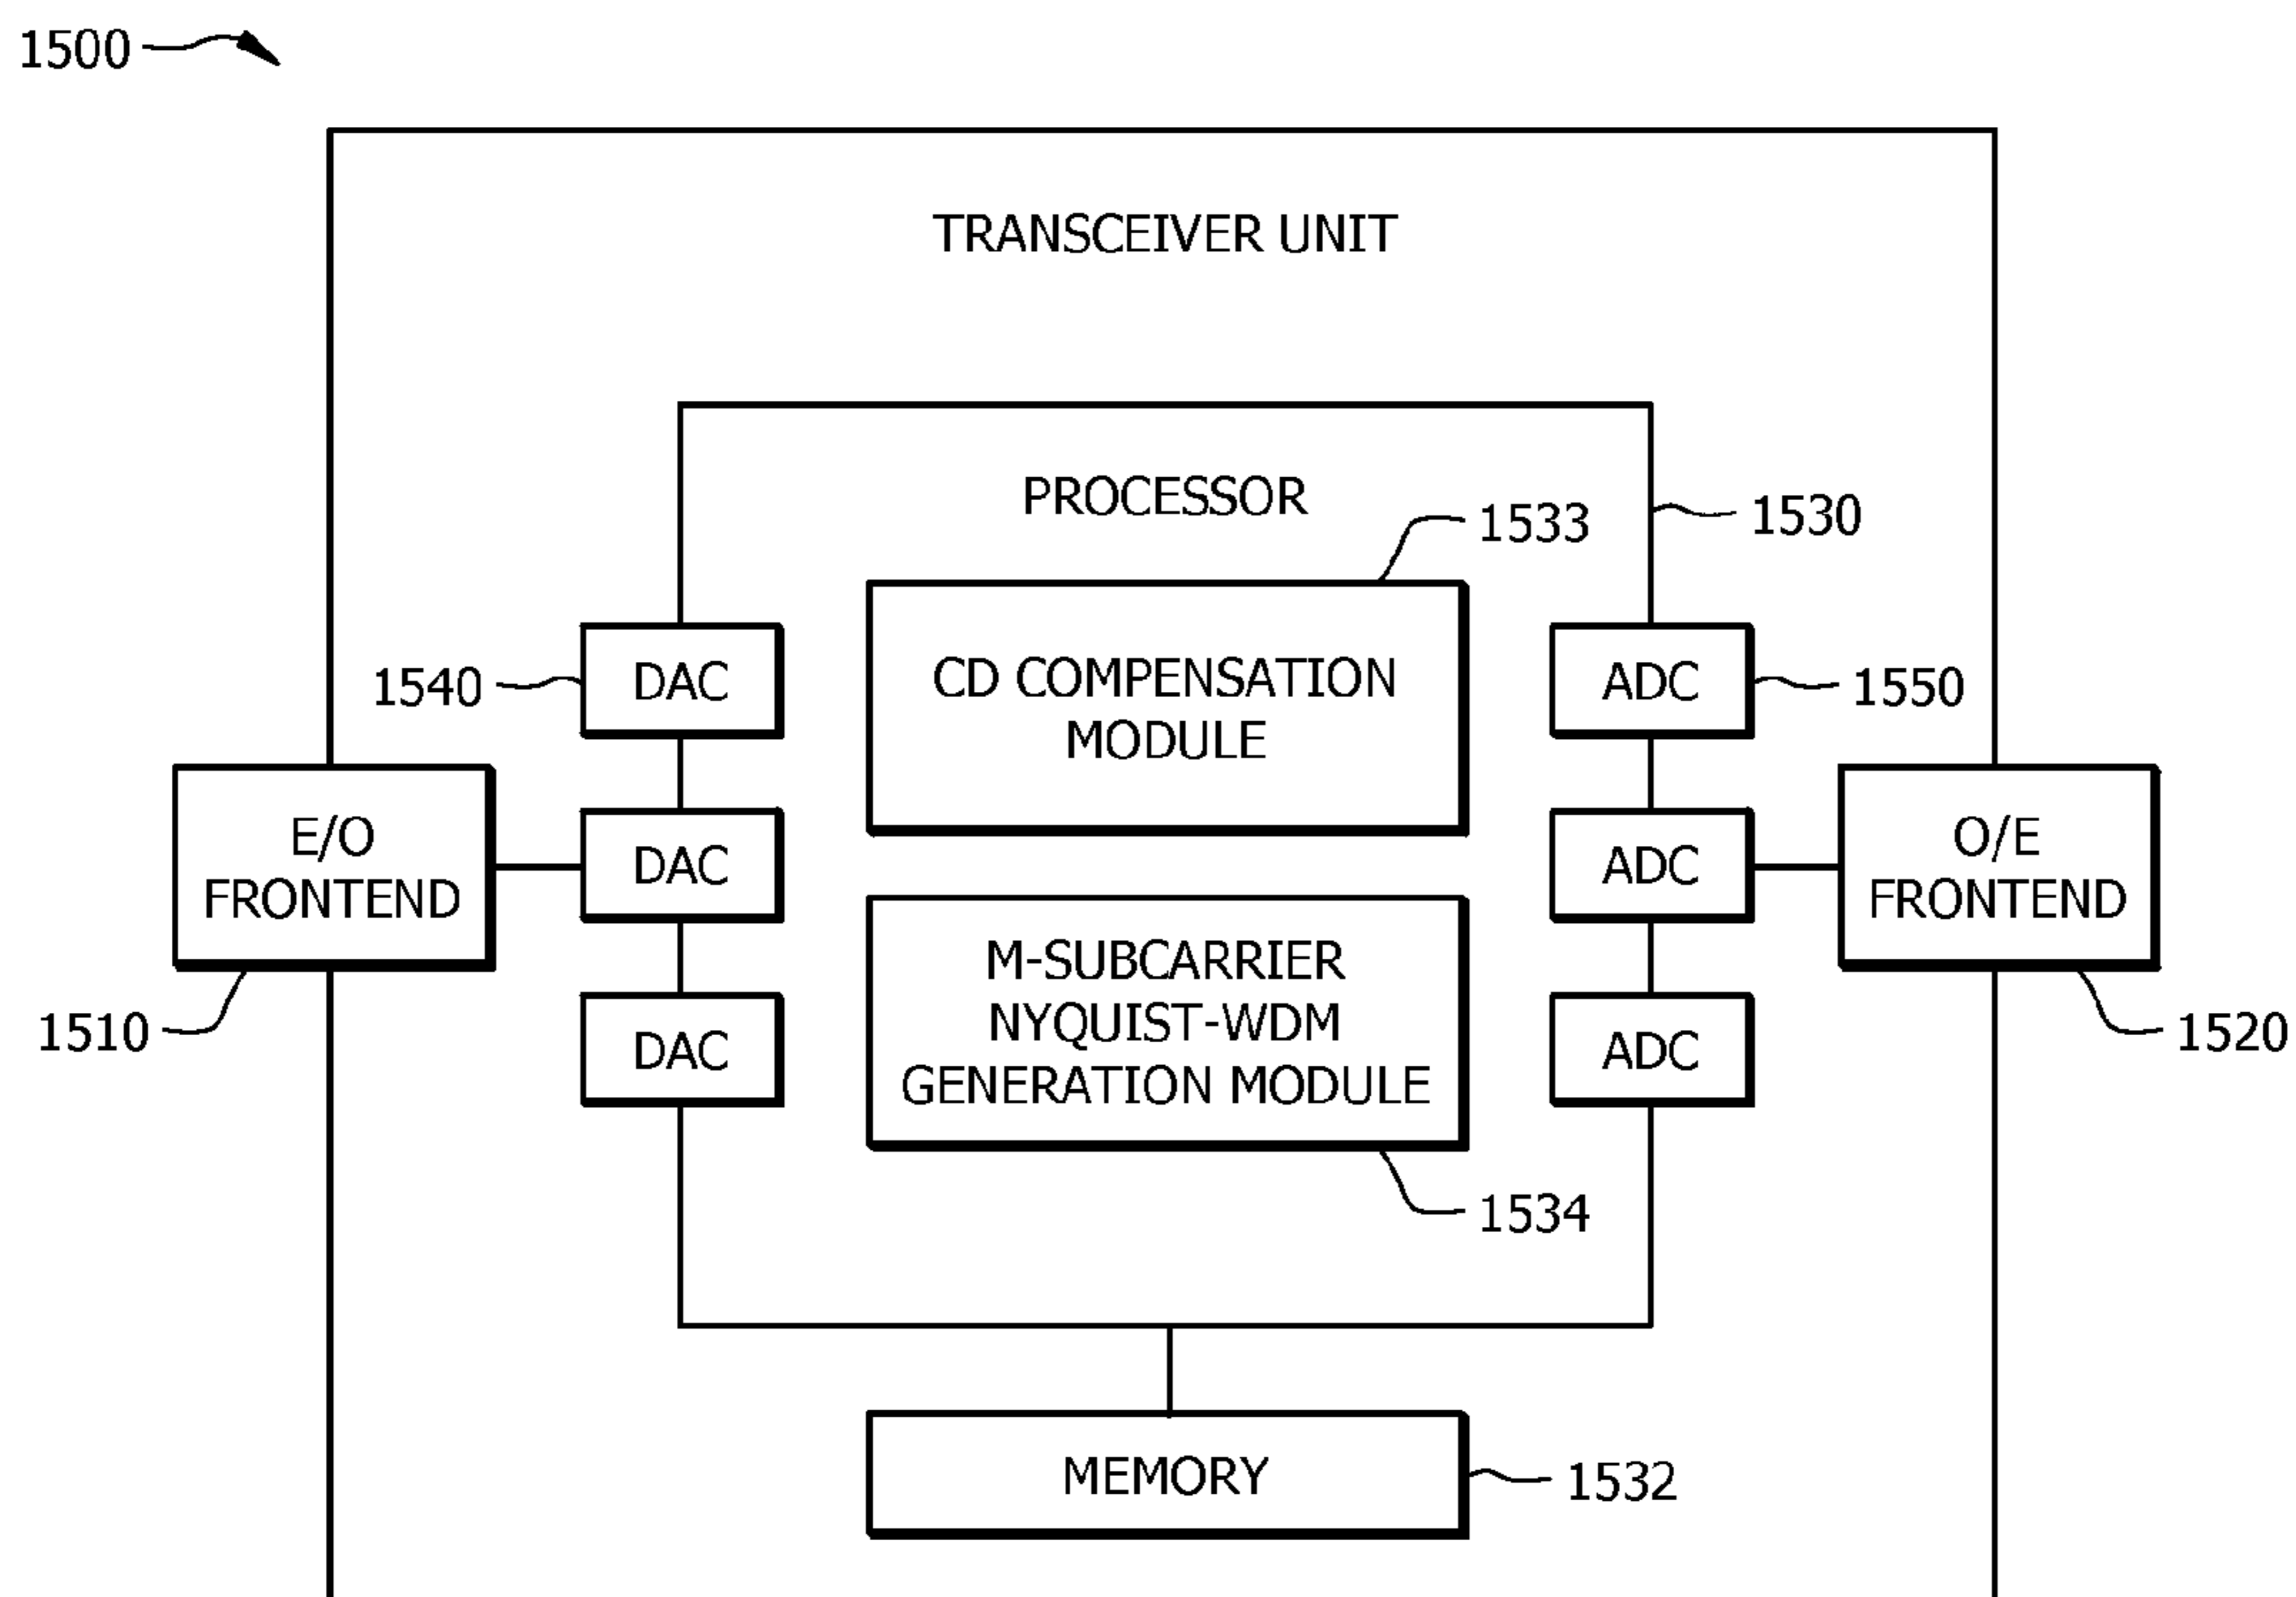 1500
TRANSCEIVER UNIT
PROCESSOR
1533
1530
DAC
1540
CD COMPENSATION
MODULE
ADC
1550
E/O
FRONTEND
1510
DAC
ADC
O/E
FRONTEND
1520
M-SUBCARRIER
NYQUIST-WDM
GENERATION MODULE
1534
DAC
ADC
MEMORY
1532